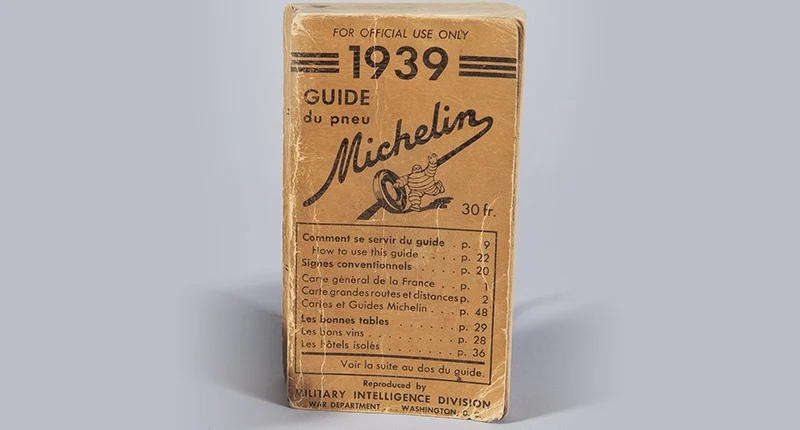 FOR OFFICIAL USE ONLY
1939
GUIDE
du pneu
Michelin
30 fr.
Comment se servir du guide . p. 9
How to use this guide . . . . p. 22
Signes conventionnels . . . . p. 20
Carte général de la France . p. 1
Carte grandes routes et distances p. 2
Cartes et Guides Michelin . . . p. 48
Les bonnes tables . . . . . . . p. 29
Les bons vins . . . . . . . . . p. 28
Les hôtels isolés . . . . . . . p. 36
Voir la suite au dos du guide.
Reproduced by
MILITARY INTELLIGENCE DIVISION
WAR DEPARTMENT WASHINGTON, D. C.